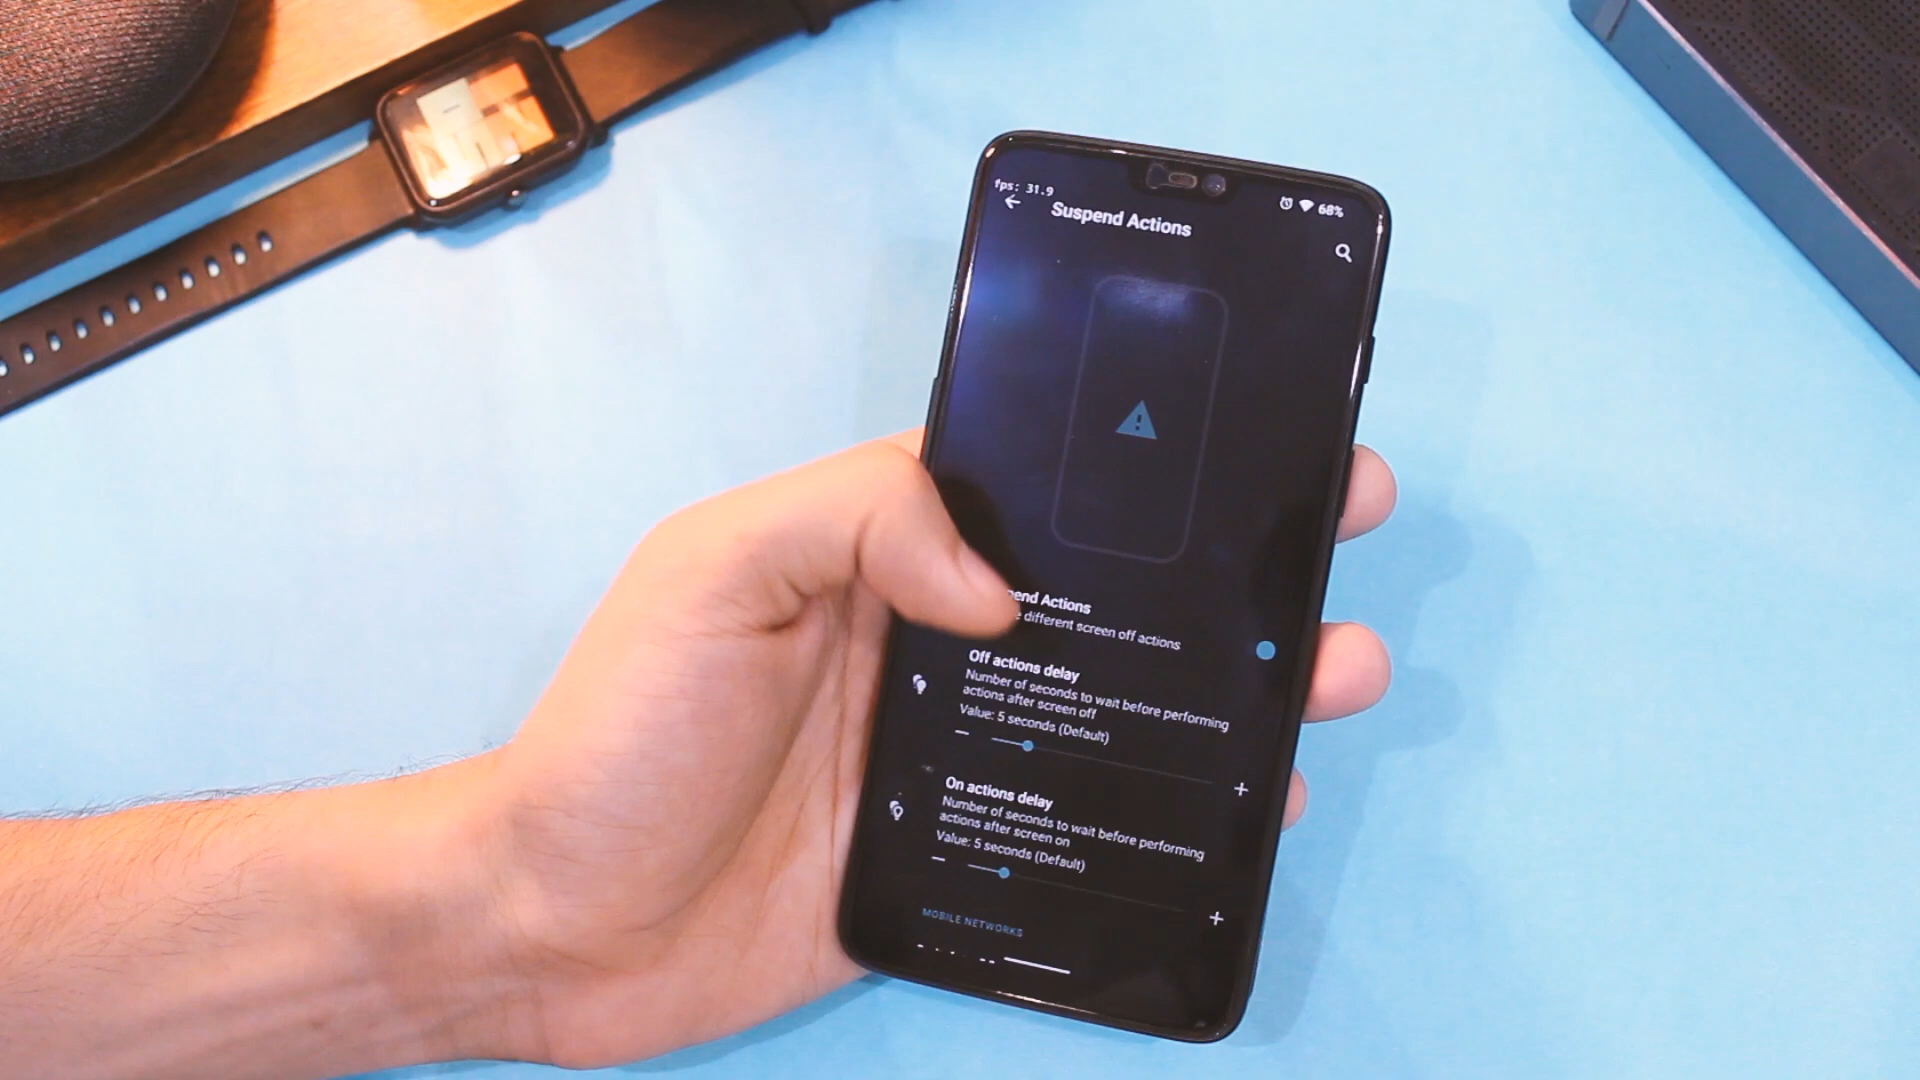 fps: 31.9
68%
Suspend Actions
pend Actions
different screen off actions
Off actions delay
Number of seconds to wait before performing
actions after screen off
Value: 5 seconds (Default)
On actions delay
Number of seconds to wait before performing
actions after screen on
Value: 5 seconds (Default)
MOBILE NETWORKS